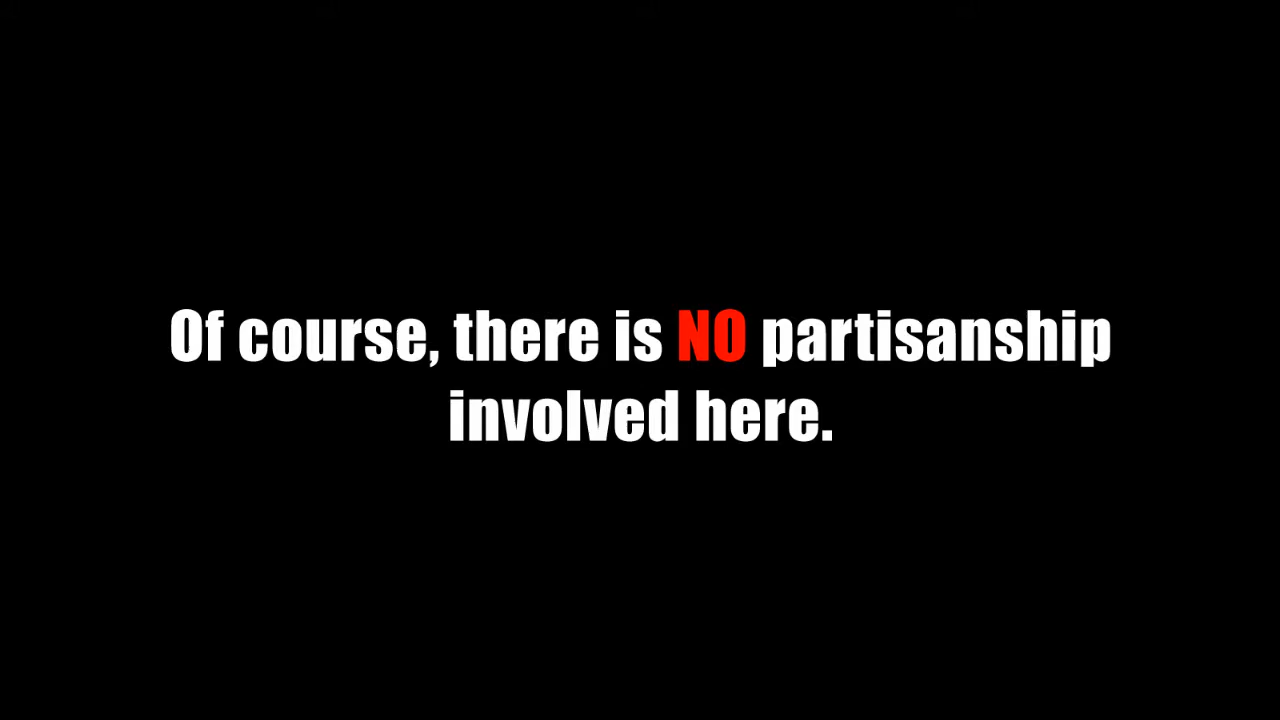 Of course, there is NO partisanship
involved here.